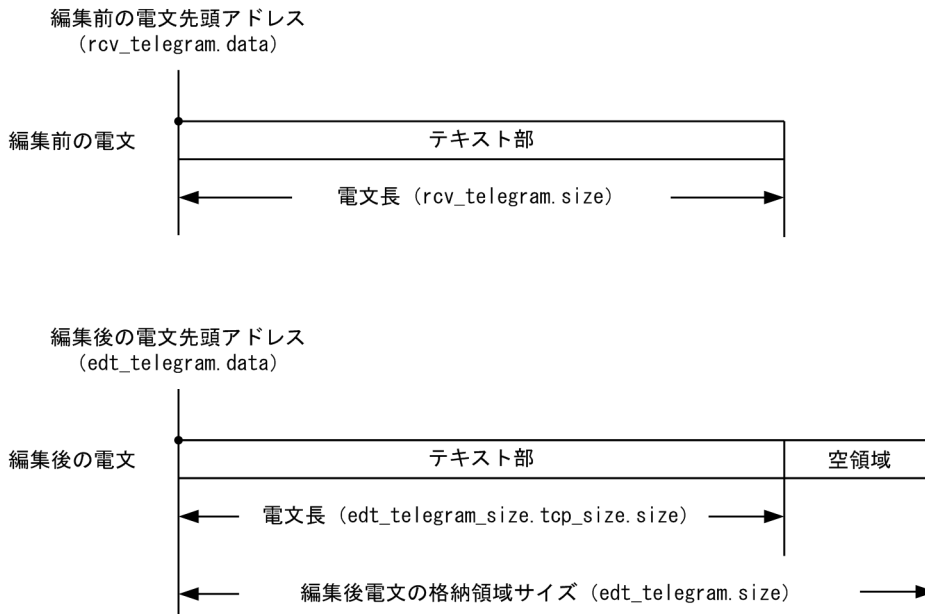 編集前の電文先頭アドレス
(rcv_telegram.data)
編集前の電文
テキスト部
電文長 (rcv_telegram.size)
編集後の電文先頭アドレス
(edt_telegram.data)
編集後の電文
テキスト部
空領域
電文長 (edt_telegram_size.tcp_size.size)
編集後電文の格納領域サイズ (edt_telegram.size)